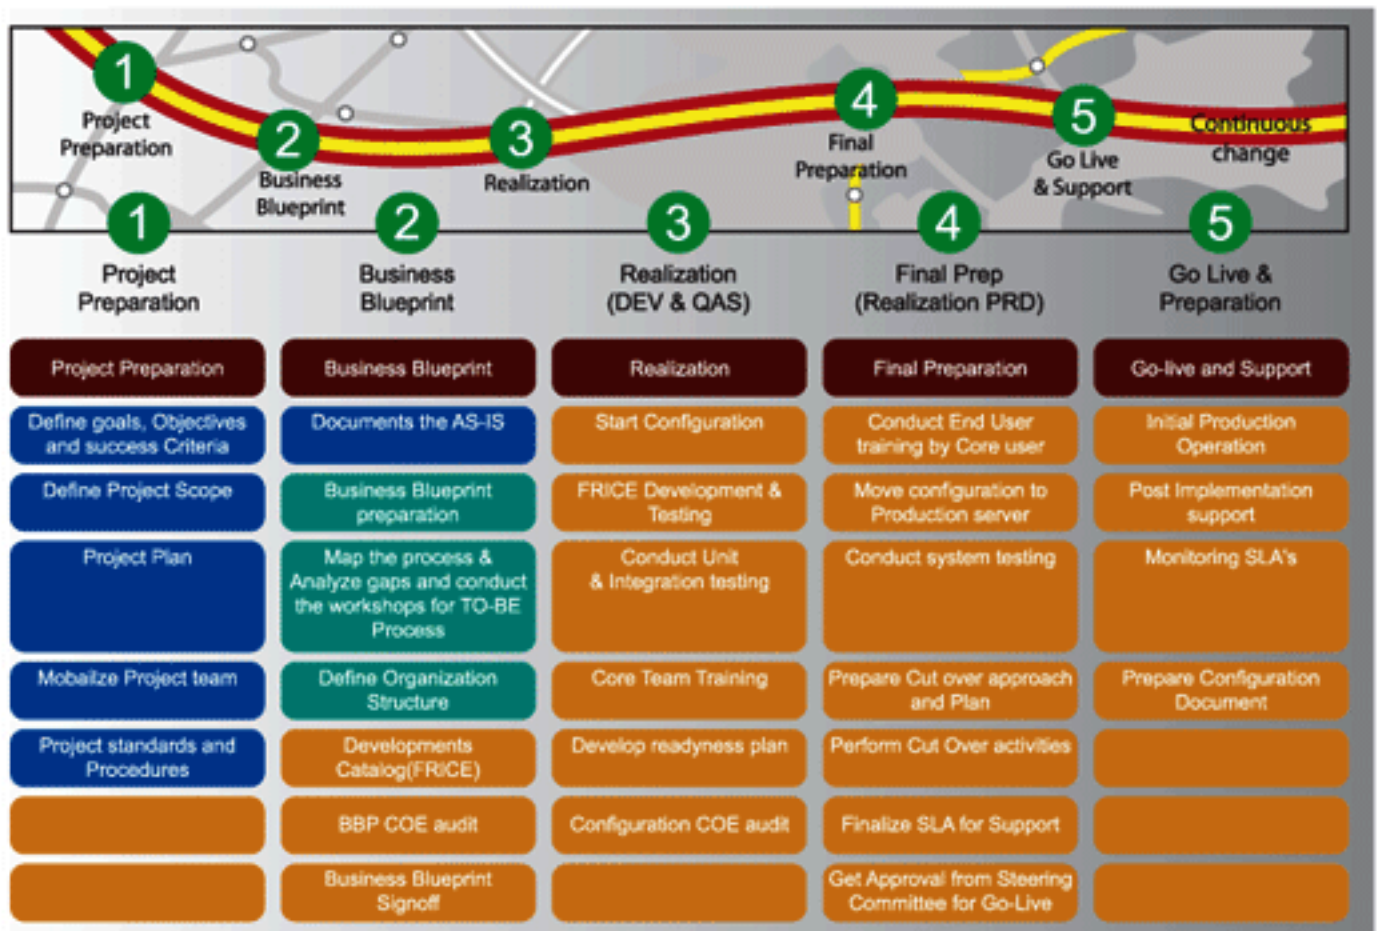 1
Project
Preparation
2
Business
Blueprint
3
Realization
4
Final
Preparation
5
Go Live
& Support
Continuous
change
1
Project
Preparation
2
Business
Blueprint
3
Realization
(DEV & QAS)
4
Final Prep
(Realization PRD)
5
Go Live &
Preparation
Project Preparation
Business Blueprint
Realization
Final Preparation
Go-live and Support
Define goals, Objectives
and success Criteria
Documents the AS-IS
Start Configuration
Conduct End User
training by Core user
Initial Production
Operation
Define Project Scope
Business Blueprint
preparation
FRICE Development &
Testing
Move configuration to
Production server
Post Implementation
support
Project Plan
Map the process &
Analyze gaps and conduct
the workshops for TO-BE
Process
Conduct Unit
& Integration testing
Conduct system testing
Monitoring SLA's
Mobailze Project team
Define Organization
Structure
Core Team Training
Prepare Cut over approach
and Plan
Prepare Configuration
Document
Project standards and
Procedures
Developments
Catalog(FRICE)
Develop readyness plan
Perform Cut Over activities
BBP COE audit
Configuration COE audit
Finalize SLA for Support
Business Blueprint
Signoff
Get Approval from Steering
Committee for Go-Live